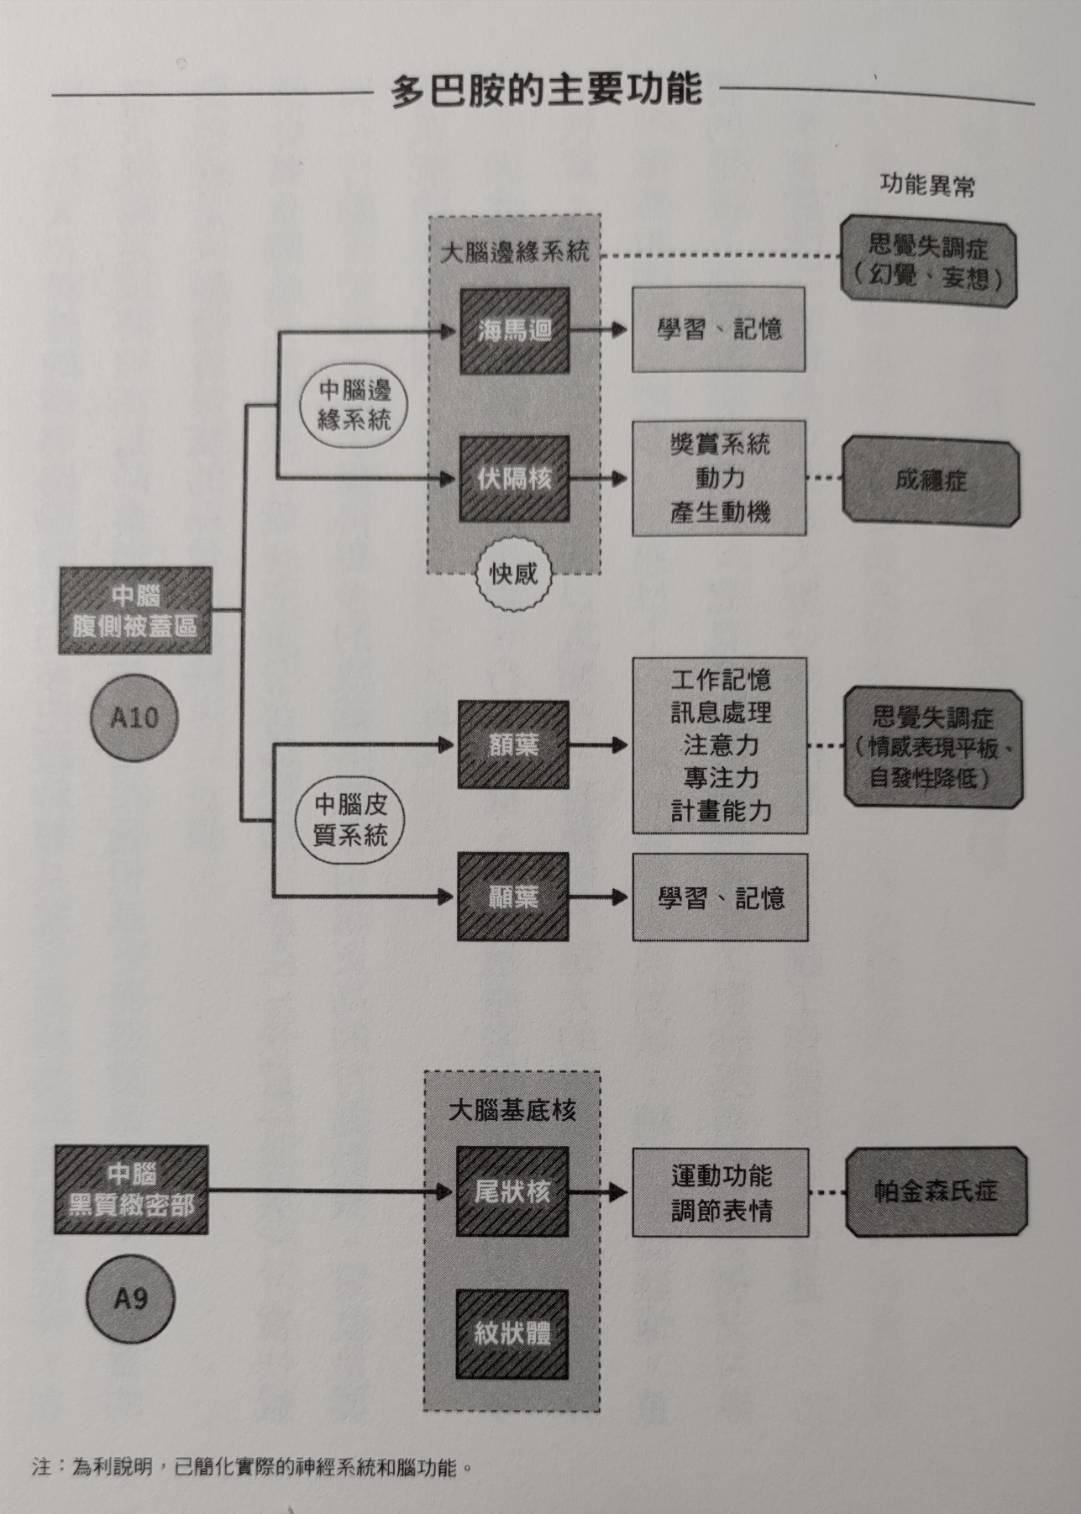 多巴胺的主要功能
功能異常
大腦邊緣系統
思覺失調症
（幻覺、妄想）
海馬迴
學習、記憶
中腦邊
緣系統
伏隔核
獎賞系統
動力
產生動機
成癮症
快感
中腦
腹側被蓋區
A10
額葉
工作記憶
訊息處理
注意力
專注力
計畫能力
思覺失調症
（情感表現平板、
自發性降低）
中腦皮
質系統
顳葉
學習、記憶
大腦基底核
中腦
黑質緻密部
A9
尾狀核
運動功能
調節表情
帕金森氏症
紋狀體
注：為利說明，已簡化實際的神經系統和腦功能。